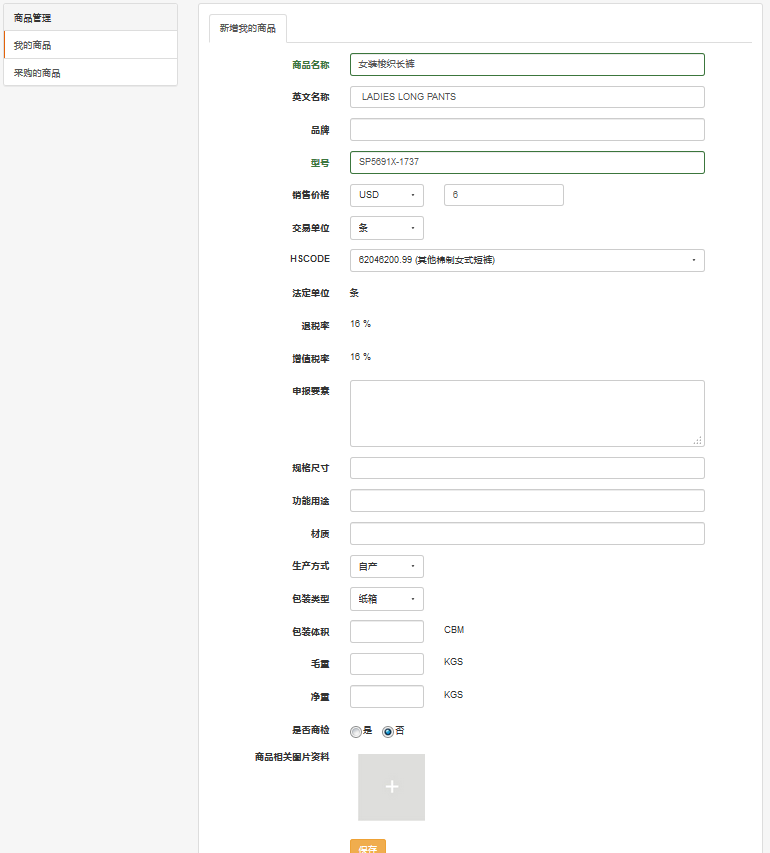 商品管理
我的商品
采购的商品
新增我的商品
商品名称 女装梭织长裤
英文名称 LADIES LONG PANTS
品牌
型号 SP5691X-1737
销售价格 USD 6
交易单位 条
HSCODE 62046200.99 (其他棉制女式短裤)
法定单位 条
退税率 16 %
增值税率 16 %
申报要素
规格尺寸
功能用途
材质
生产方式 自产
包装类型 纸箱
包装体积 CBM
毛重 KGS
净重 KGS
是否商检 是 否
商品相关图片资料
保存